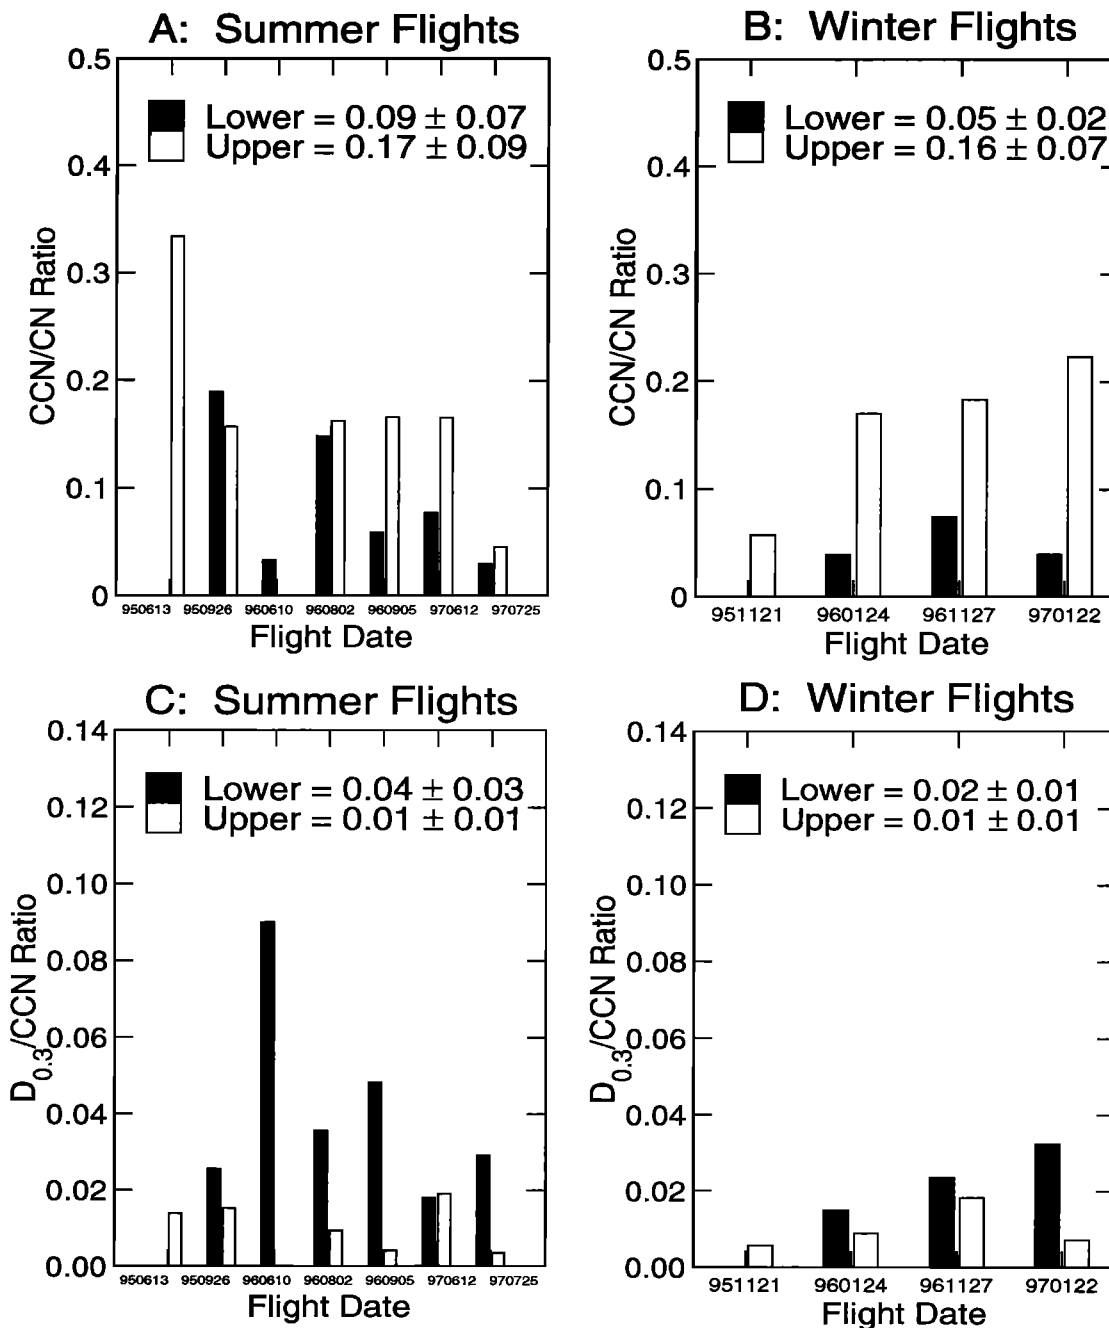 A: Summer Flights
0.5
0.4
0.3
0.2
0.1
0
CCN/CN Ratio
Lower = 0.09 ± 0.07
Upper = 0.17 ± 0.09
950613 950926 960610 960802 960905 970612 970725
Flight Date
B: Winter Flights
0.5
0.4
0.3
0.2
0.1
0
CCN/CN Ratio
Lower = 0.05 ± 0.02
Upper = 0.16 ± 0.07
951121 960124 961127 970122
Flight Date
C: Summer Flights
0.14
0.12
0.10
0.08
0.06
0.04
0.02
0.00
D0.3/CCN Ratio
Lower = 0.04 ± 0.03
Upper = 0.01 ± 0.01
950613 950926 960610 960802 960905 970612 970725
Flight Date
D: Winter Flights
0.14
0.12
0.10
0.08
0.06
0.04
0.02
0.00
D0.3/CCN Ratio
Lower = 0.02 ± 0.01
Upper = 0.01 ± 0.01
951121 960124 961127 970122
Flight Date